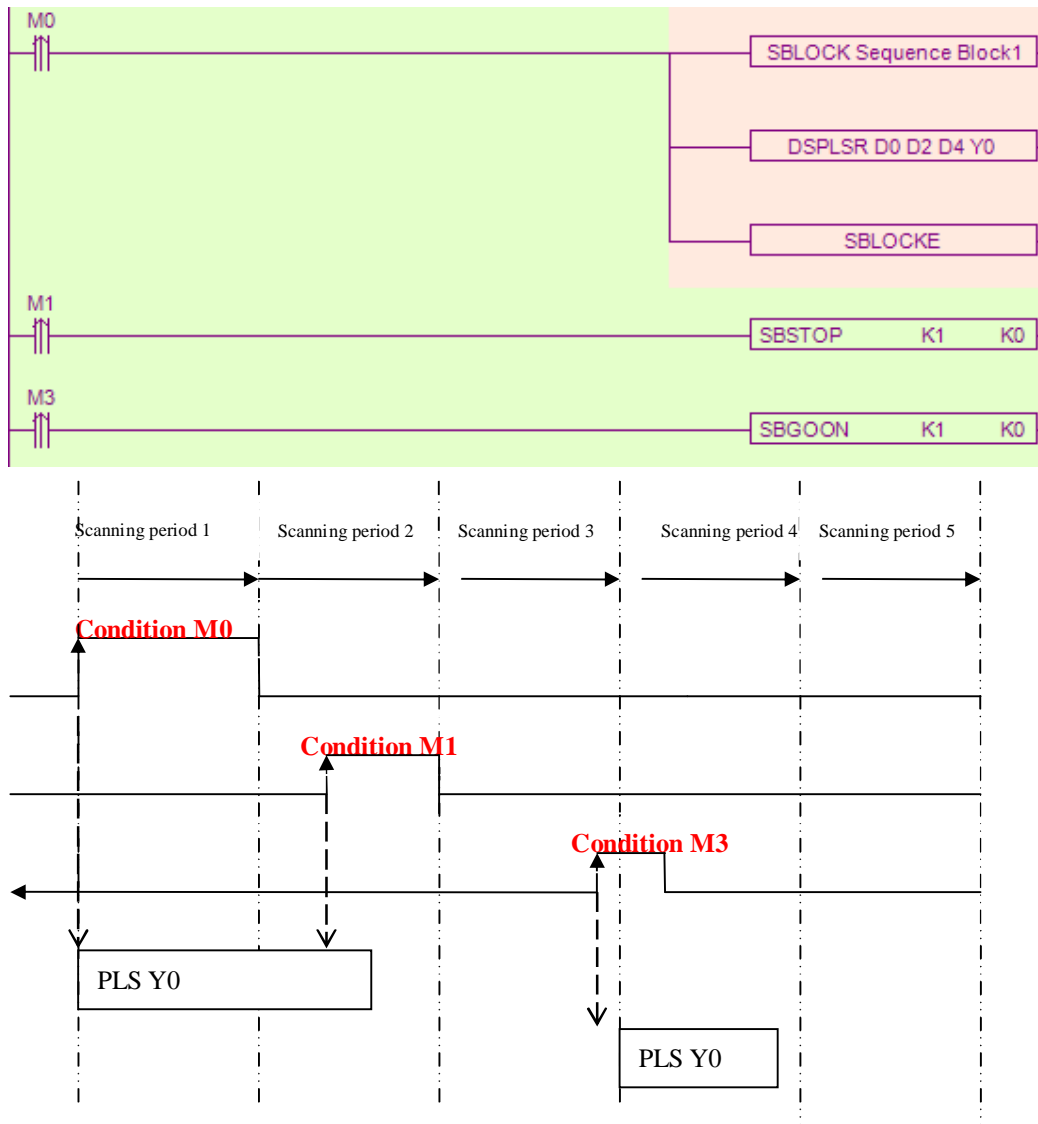 M0
SBLOCK Sequence Block1
DSPLSR D0 D2 D4 Y0
SBLOCKE
M1
SBSTOP K1 K0
M3
SBGOON K1 K0
Scanning period 1 Scanning period 2 Scanning period 3 Scanning period 4 Scanning period 5
Condition M0
Condition M1
Condition M3
PLS Y0
PLS Y0